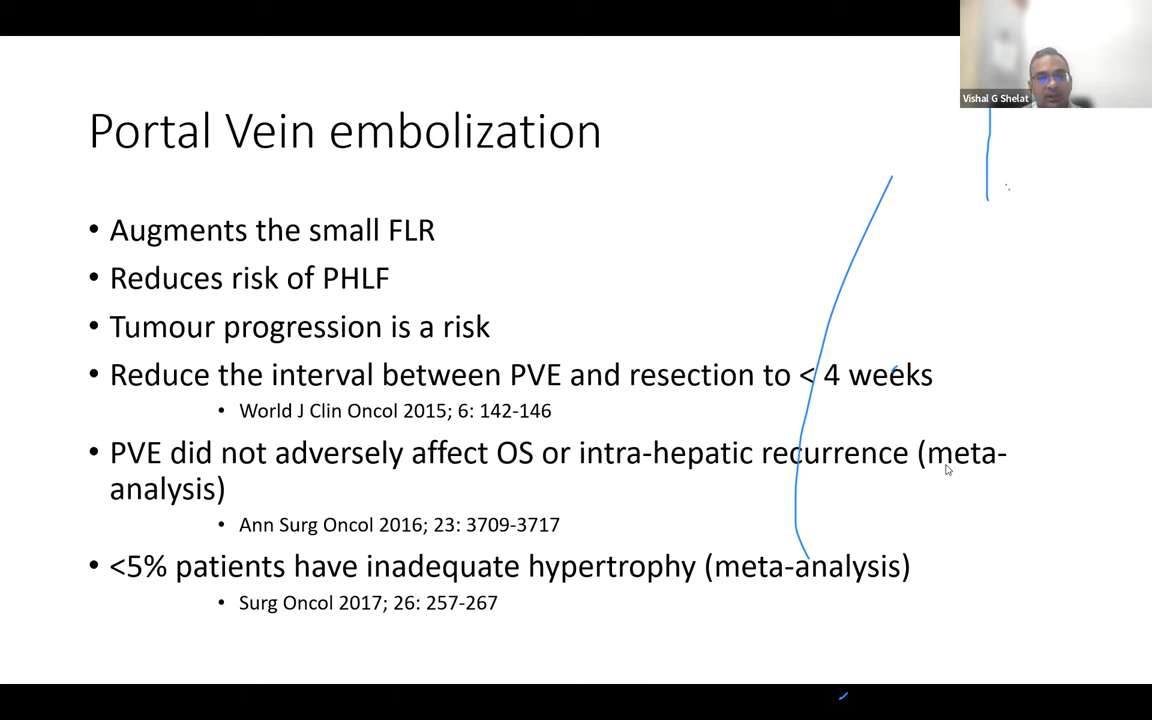 Vishal G Shelat
Portal Vein embolization
• Augments the small FLR
• Reduces risk of PHLF
• Tumour progression is a risk
• Reduce the interval between PVE and resection to < 4 weeks
• World J Clin Oncol 2015; 6: 142-146
• PVE did not adversely affect OS or intra-hepatic recurrence (meta-
analysis)
• Ann Surg Oncol 2016; 23: 3709-3717
• <5% patients have inadequate hypertrophy (meta-analysis)
• Surg Oncol 2017; 26: 257-267